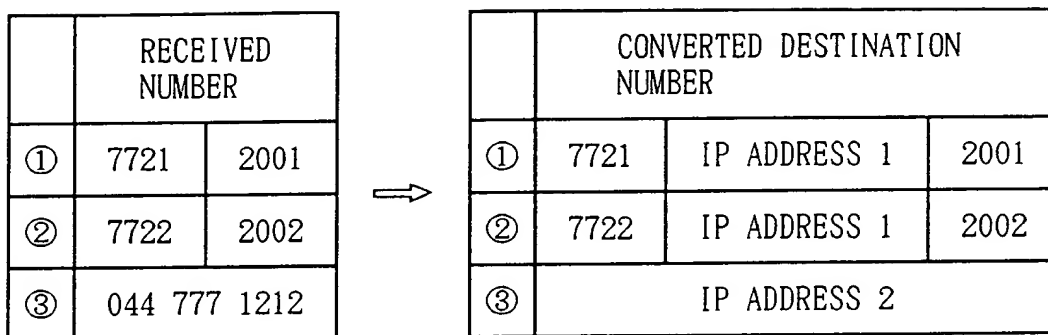 RECEIVED
NUMBER
① 7721 2001
② 7722 2002
③ 044 777 1212
⇒
CONVERTED DESTINATION
NUMBER
① 7721 IP ADDRESS 1 2001
② 7722 IP ADDRESS 1 2002
③ IP ADDRESS 2